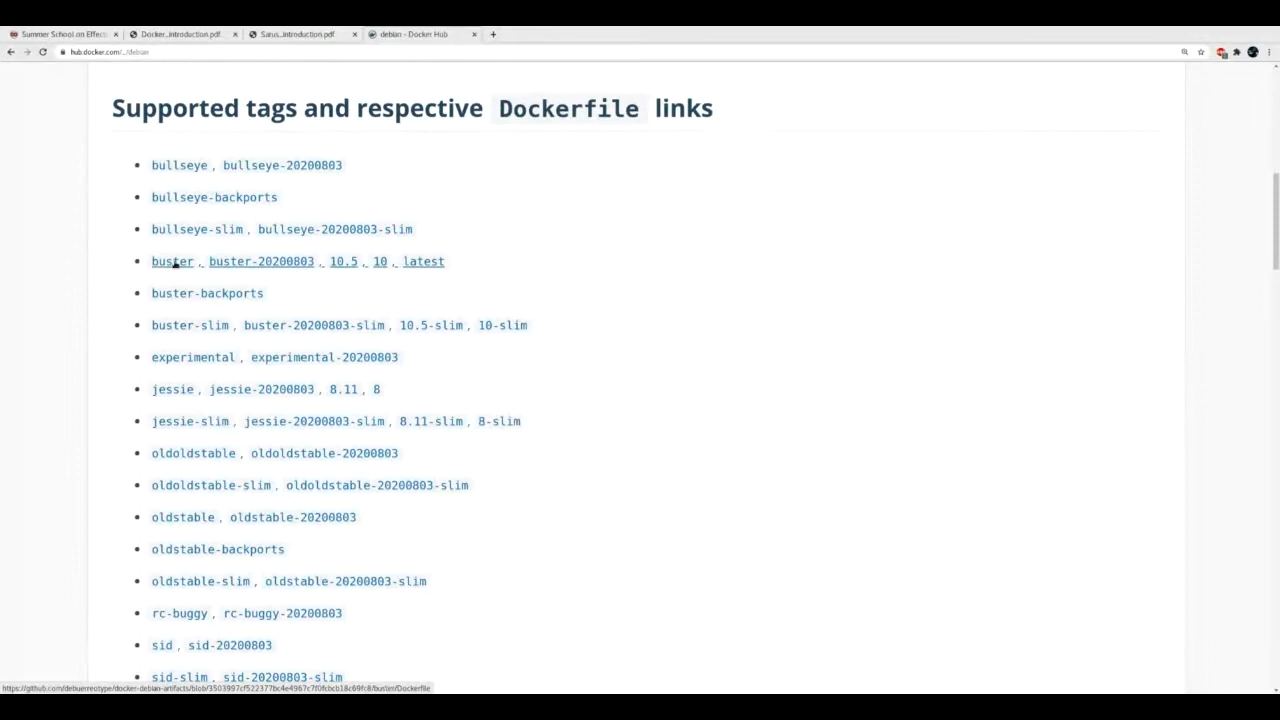 Summer School on Effect
Docker_Introduction.pdf
Sarus_Introduction.pdf
debian - Docker Hub
hub.docker.com/_/debian
Supported tags and respective Dockerfile links
bullseye , bullseye-20200803
bullseye-backports
bullseye-slim , bullseye-20200803-slim
buster , buster-20200803 , 10.5 , 10 , latest
buster-backports
buster-slim , buster-20200803-slim , 10.5-slim , 10-slim
experimental , experimental-20200803
jessie , jessie-20200803 , 8.11 , 8
jessie-slim , jessie-20200803-slim , 8.11-slim , 8-slim
oldoldstable , oldoldstable-20200803
oldoldstable-slim , oldoldstable-20200803-slim
oldstable , oldstable-20200803
oldstable-backports
oldstable-slim , oldstable-20200803-slim
rc-buggy , rc-buggy-20200803
sid , sid-20200803
sid-slim , sid-20200803-slim